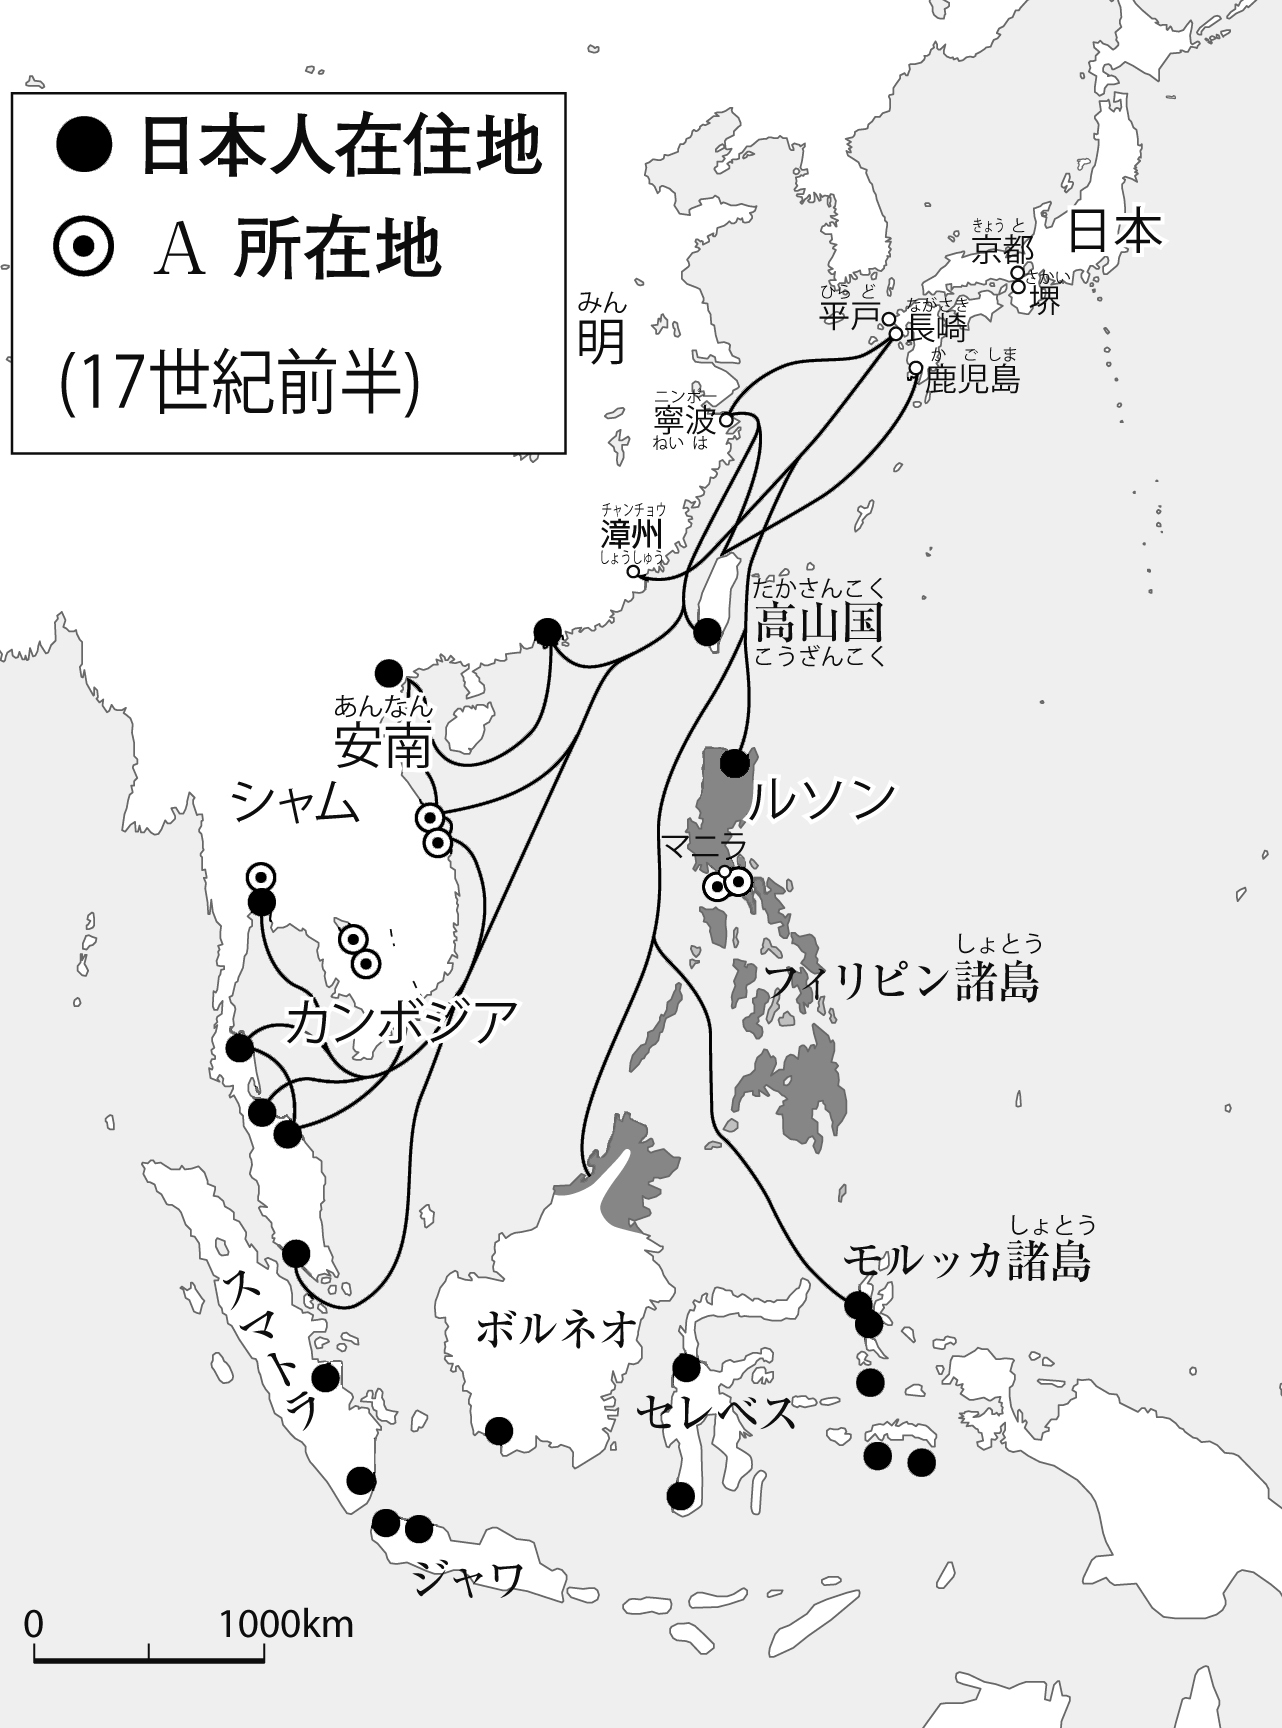 日本人在住地
A 所在地
(17世紀前半)
きょう と
京都
日本
さかい
堺
ひら ど
平戸
ながさき
長崎
か ご しま
鹿児島
みん
明
ニンポー
寧波
ねい は
チャンチョウ
漳州
しょうしゅう
だかさんこく
高山国
こうざんこく
あんなん
安南
シャム
ルソン
マニラ
しょとう
フィリピン諸島
カンボジア
しょとう
モルッカ諸島
スマトラ
ボルネオ
セレベス
ジャワ
0 1000km